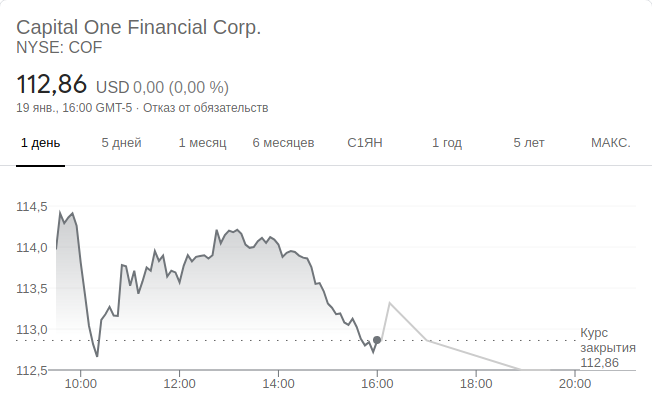 Capital One Financial Corp.
NYSE: COF
112,86 USD 0,00 (0,00 %)
19 янв., 16:00 GMT-5 · Отказ от обязательств
1 день 5 дней 1 месяц 6 месяцев С1ЯН 1 год 5 лет МАКС.
114,5
114,0
113,5
113,0
Курс
закрытия
112,86
112,5
10:00 12:00 14:00 16:00 18:00 20:00